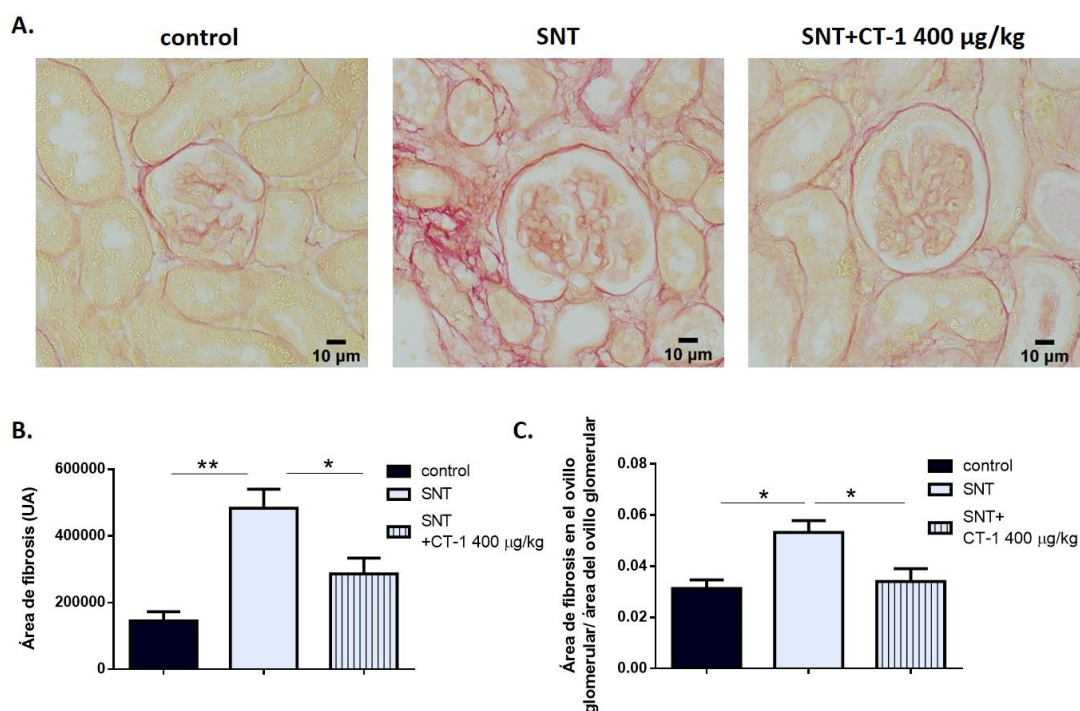 A.
control
SNT
SNT+CT-1 400 µg/kg
10 µm
10 µm
10 µm
B.
Área de fibrosis (UA)
600000
400000
200000
0
**
*
control
SNT
SNT
+CT-1 400 µg/kg
C.
Área de fibrosis en el ovillo
glomerular/ área del ovillo glomerular
0.08
0.06
0.04
0.02
0.00
*
*
control
SNT
SNT+
CT-1 400 µg/kg